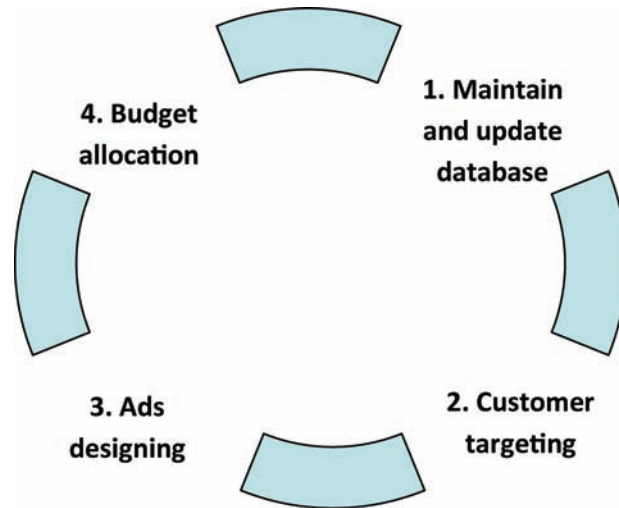 1. Maintain
and update
database
2. Customer
targeting
3. Ads
designing
4. Budget
allocation